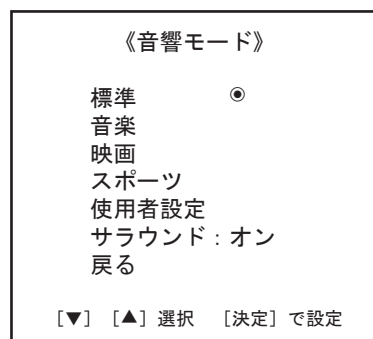 《音響モード》
標準 ◉
音楽
映画
スポーツ
使用者設定
サラウンド：オン
戻る
［▼］［▲］選択 ［決定］で設定